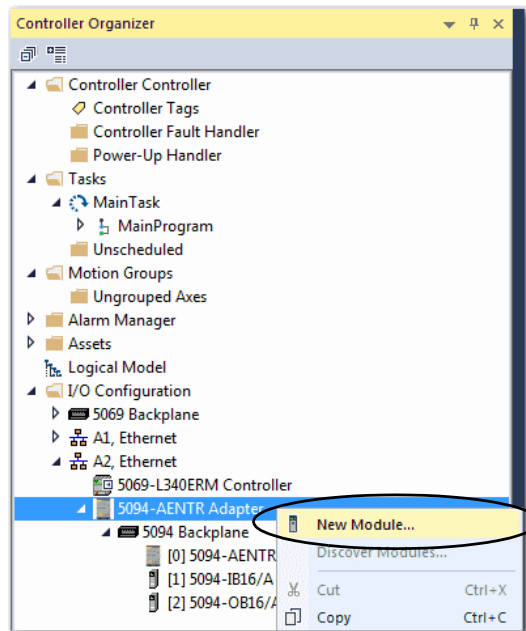 Controller Organizer
Controller Controller
Controller Tags
Controller Fault Handler
Power-Up Handler
Tasks
MainTask
MainProgram
Unscheduled
Motion Groups
Ungrouped Axes
Alarm Manager
Assets
Logical Model
I/O Configuration
5069 Backplane
A1, Ethernet
A2, Ethernet
5069-L340ERM Controller
5094-AENTR Adapter
New Module...
5094 Backplane
Discover Modules...
[0] 5094-AENTR
[1] 5094-IB16/A
Cut Ctrl+X
[2] 5094-OB16/A
Copy Ctrl+C